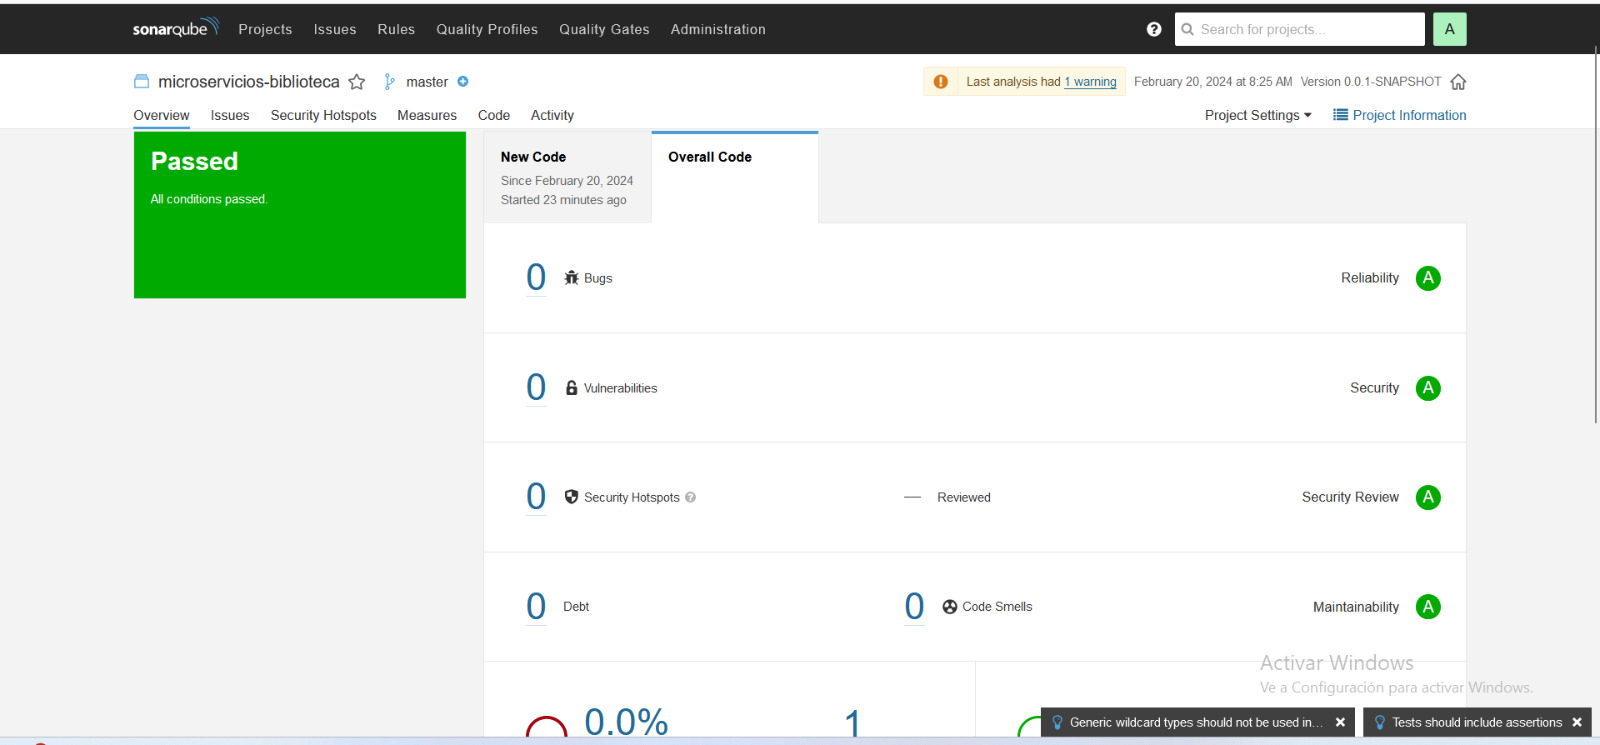 sonarqube Projects Issues Rules Quality Profiles Quality Gates Administration ? Search for projects... A
microservicios-biblioteca master Last analysis had 1 warning February 20, 2024 at 8:25 AM Version 0.0.1-SNAPSHOT
Overview Issues Security Hotspots Measures Code Activity Project Settings Project Information
Passed
All conditions passed.
New Code
Since February 20, 2024
Started 23 minutes ago
Overall Code
0 Bugs Reliability A
0 Vulnerabilities Security A
0 Security Hotspots ? — Reviewed Security Review A
0 Debt 0 Code Smells Maintainability A
Activar Windows
Ve a Configuración para activar Windows.
0.0% 1
Generic wildcard types should not be used in... Tests should include assertions